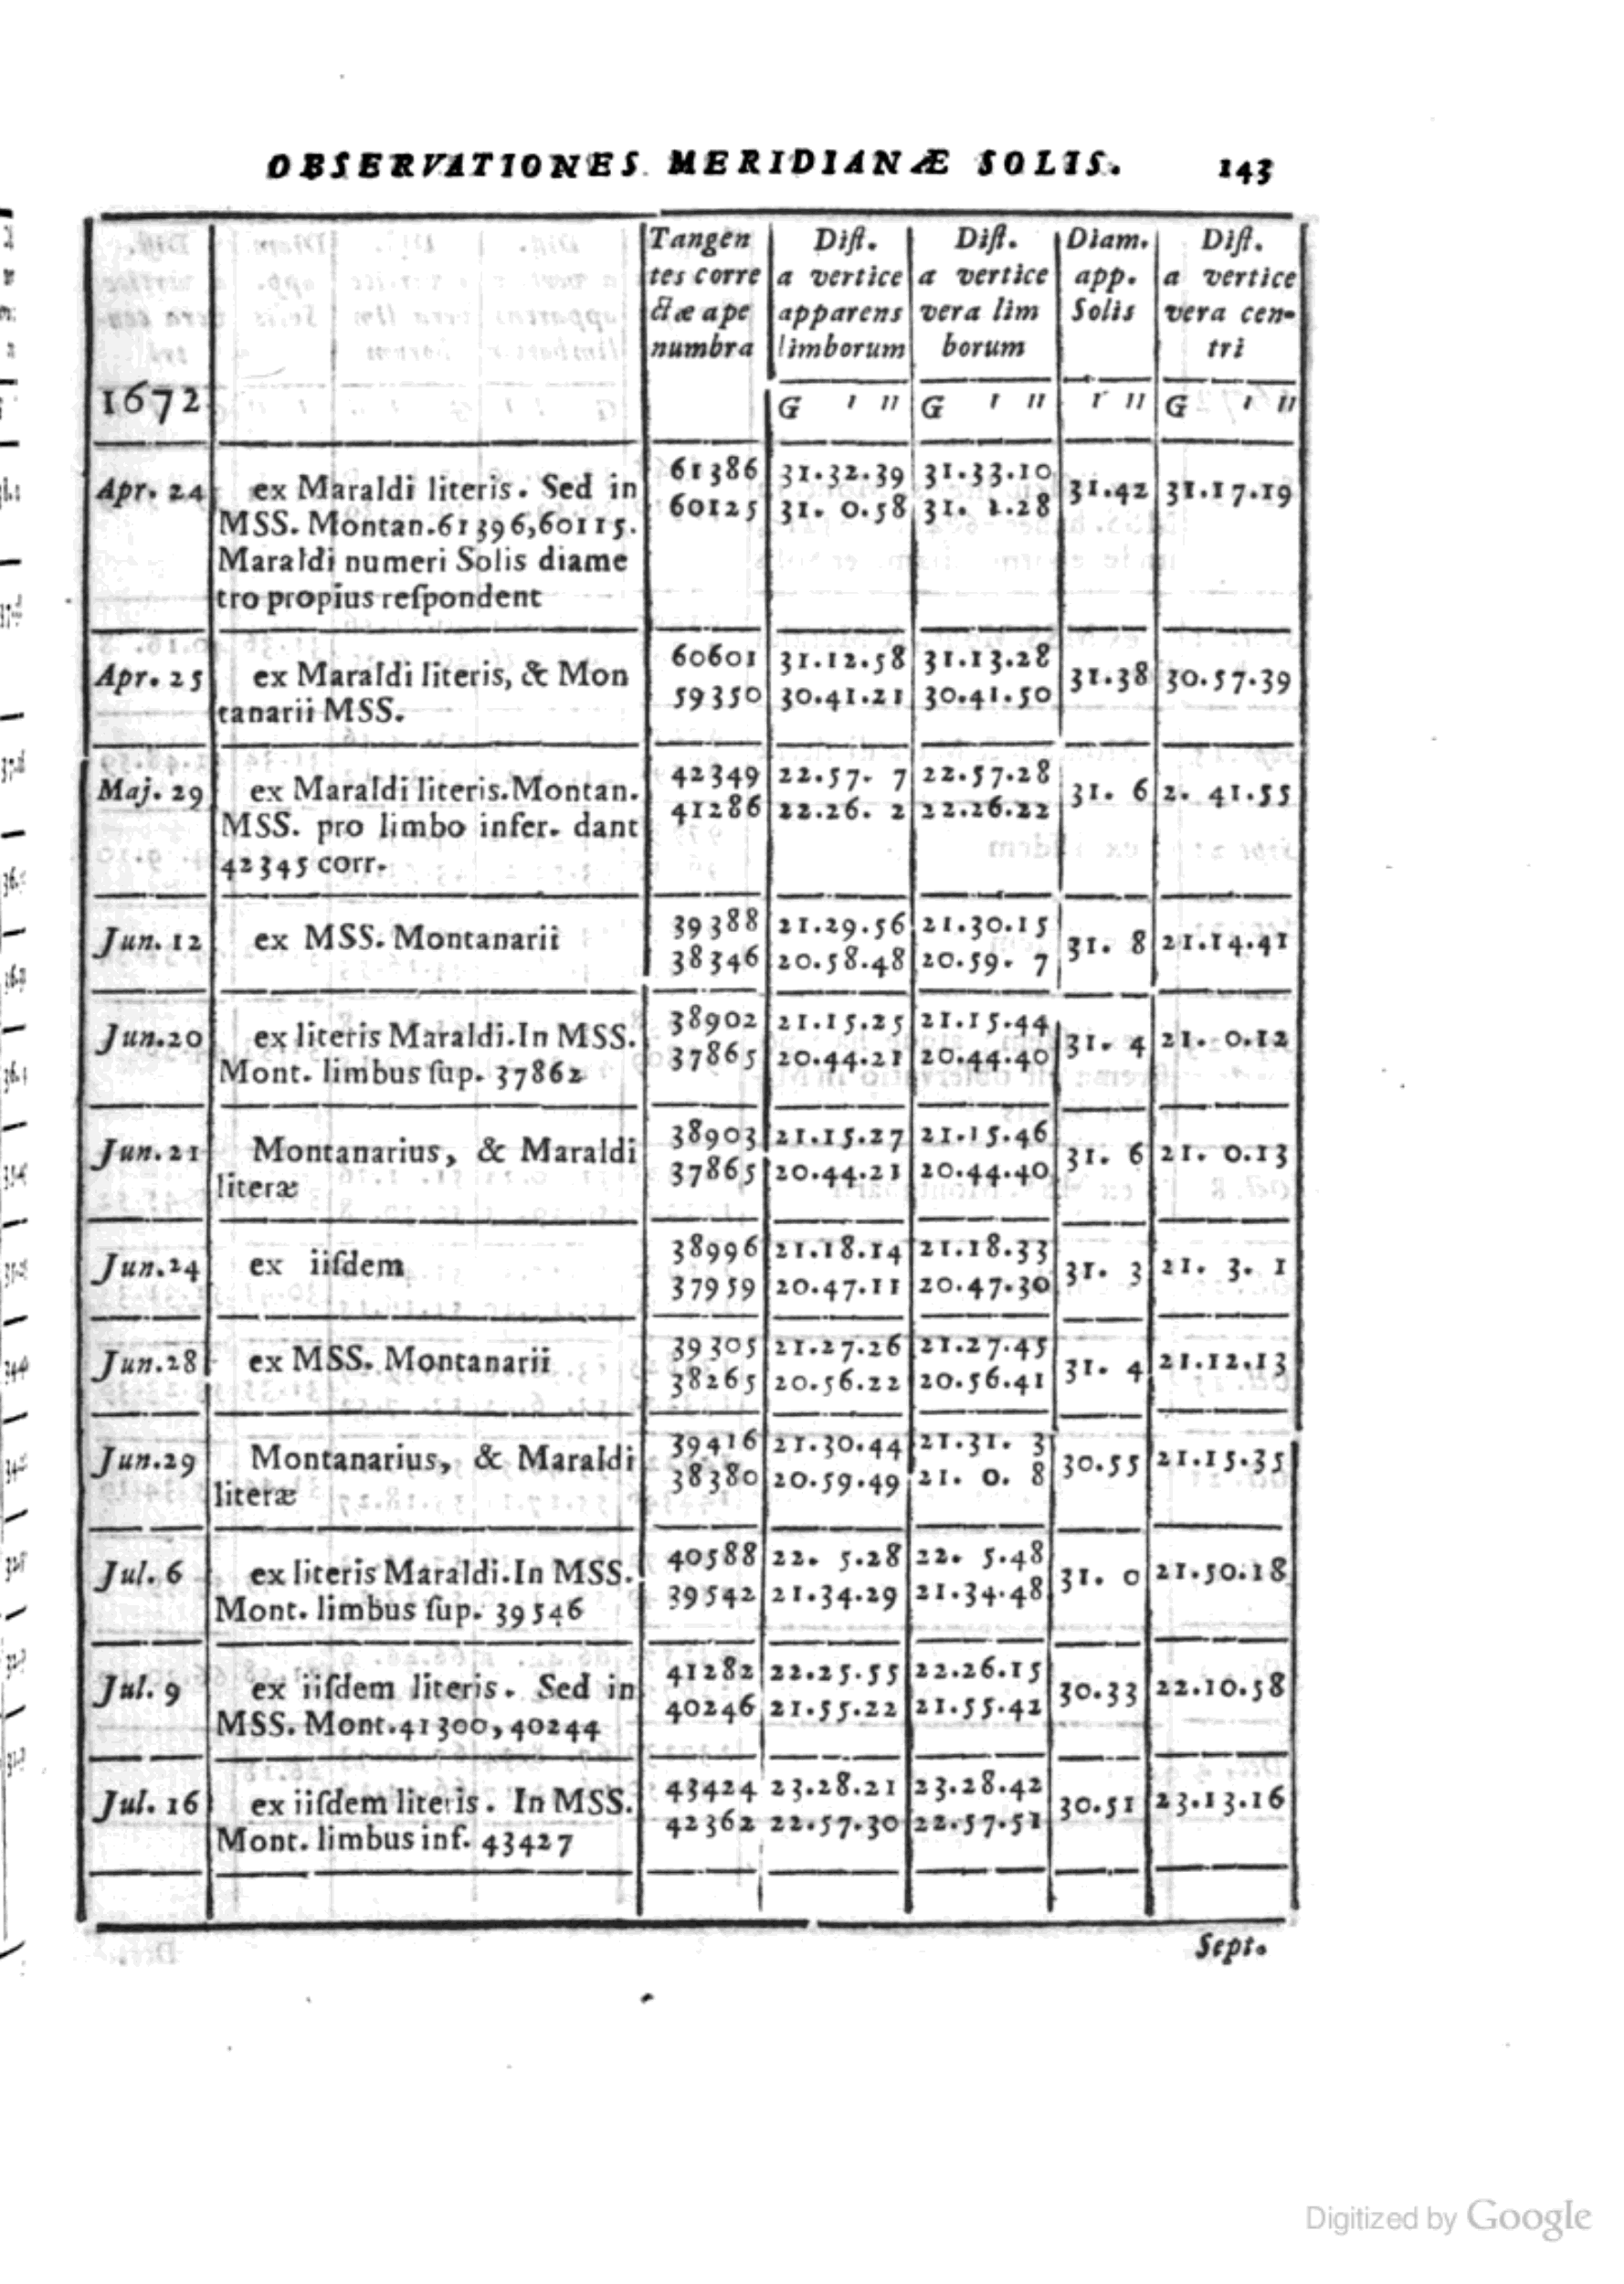 OBSERVATIONES MERIDIANÆ SOLIS. 143
1672
Tangen
tes corre
ctæ a pe
numbra
Dist.
a vertice
apparens
limborum
Dist.
a vertice
vera lim
borum
Diam.
app.
Solis
Dist.
a vertice
vera cen-
tri
G ' '' G ' '' ' '' G ' ''
Apr. 24 ex Maraldi literis. Sed in
MSS. Montan. 61396, 60115.
Maraldi numeri Solis diame
tro propius reſpondent
61386 31.32.39 31.33.10
60125 31. 0.58 31. 1.28
31.42 31.17.19
Apr. 25 ex Maraldi literis, & Mon
tanarii MSS.
60601 31.12.58 31.13.28
59350 30.41.21 30.41.50
31.38 30.57.39
Maj. 29 ex Maraldi literis. Montan.
MSS. pro limbo infer. dant
42345 corr.
42349 22.57. 7 22.57.28
41286 22.26. 2 22.26.22
31. 6 2. 41.55
Jun. 12 ex MSS. Montanarii
39388 21.29.56 21.30.15
38346 20.58.48 20.59. 7
31. 8 21.14.41
Jun. 20 ex literis Maraldi. In MSS.
Mont. limbus ſup. 37862
38902 21.15.25 21.15.44
37865 20.44.21 20.44.40
31. 4 21. 0.12
Jun. 21 Montanarius, & Maraldi
literæ
38903 21.15.27 21.15.46
37865 20.44.21 20.44.40
31. 6 21. 0.13
Jun. 24 ex iiſdem
38996 21.18.14 21.18.33
37959 20.47.11 20.47.30
31. 3 21. 3. 1
Jun. 28 ex MSS. Montanarii
39305 21.27.26 21.27.45
38265 20.56.22 20.56.41
31. 4 21.12.13
Jun. 29 Montanarius, & Maraldi
literæ
39416 21.30.44 21.31. 3
38380 20.59.49 21. 0. 8
30.55 21.15.35
Jul. 6 ex literis Maraldi. In MSS.
Mont. limbus ſup. 39546
40588 22. 5.28 22. 5.48
39542 21.34.29 21.34.48
31. 0 21.50.18
Jul. 9 ex iiſdem literis. Sed in
MSS. Mont. 41300, 40244
41282 22.25.55 22.26.15
40246 21.55.22 21.55.42
30.33 22.10.58
Jul. 16 ex iiſdem literis. In MSS.
Mont. limbus inf. 43427
43424 23.28.21 23.28.42
42362 22.57.30 22.57.51
30.51 23.13.16
Sept.
Digitized by Google